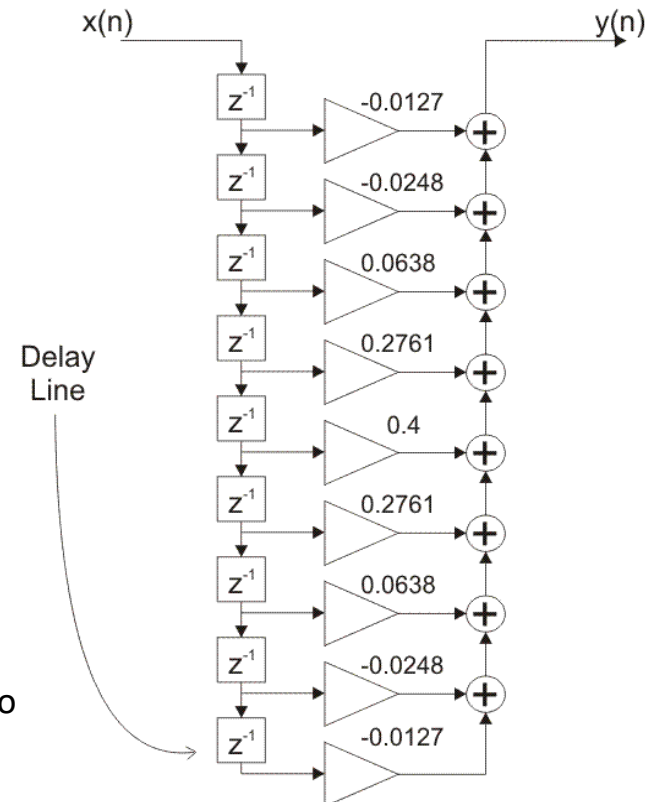 x(n)
y(n)
z⁻¹
-0.0127
z⁻¹
-0.0248
z⁻¹
0.0638
z⁻¹
0.2761
Delay
Line
z⁻¹
0.4
z⁻¹
0.2761
z⁻¹
0.0638
z⁻¹
-0.0248
o
z⁻¹
-0.0127
+
+
+
+
+
+
+
+